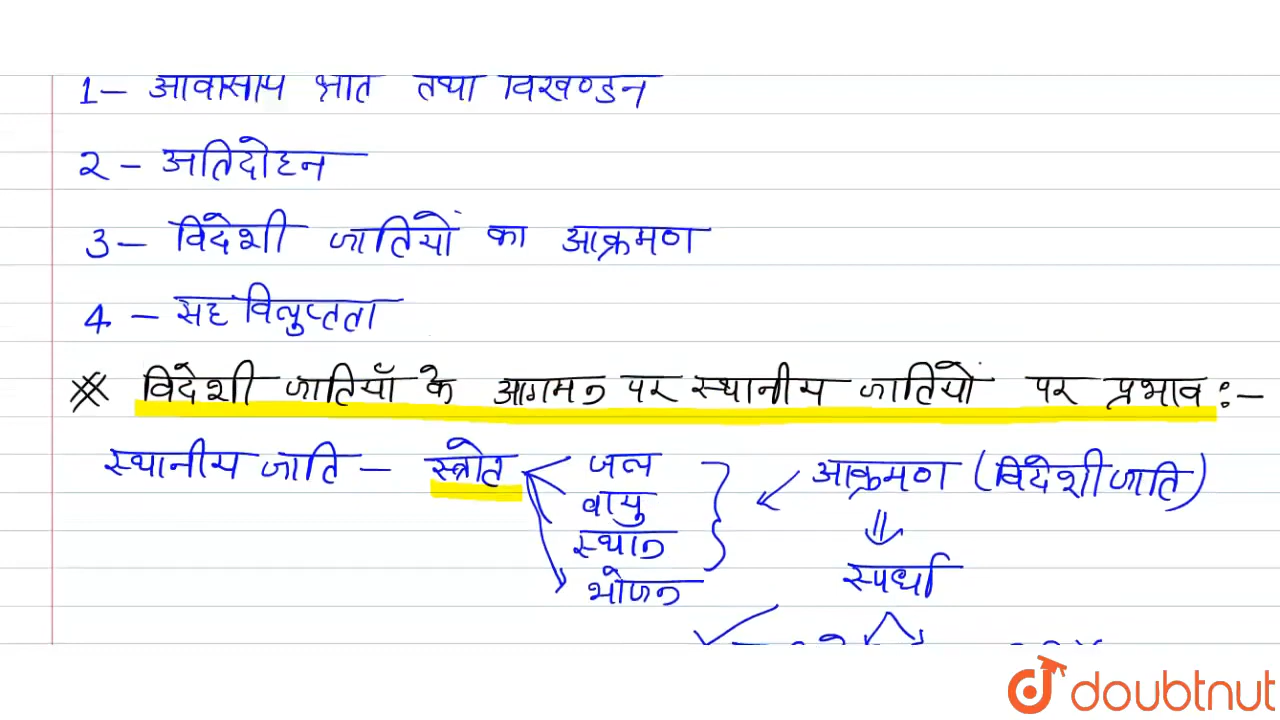 1- आवासीय क्षति तथा विखण्डन
2 - अतिदोहन
3 - विदेशी जातियों का आक्रमण
4 - सह विलुप्तता
※ विदेशी जातियाँ के आगमन पर स्थानीय जातियों पर प्रभाव :-
स्थानीय जाति - स्त्रोत जल आक्रमण (विदेशी जाति)
वायु
स्थान
भोजन स्पर्धा
doubtnut